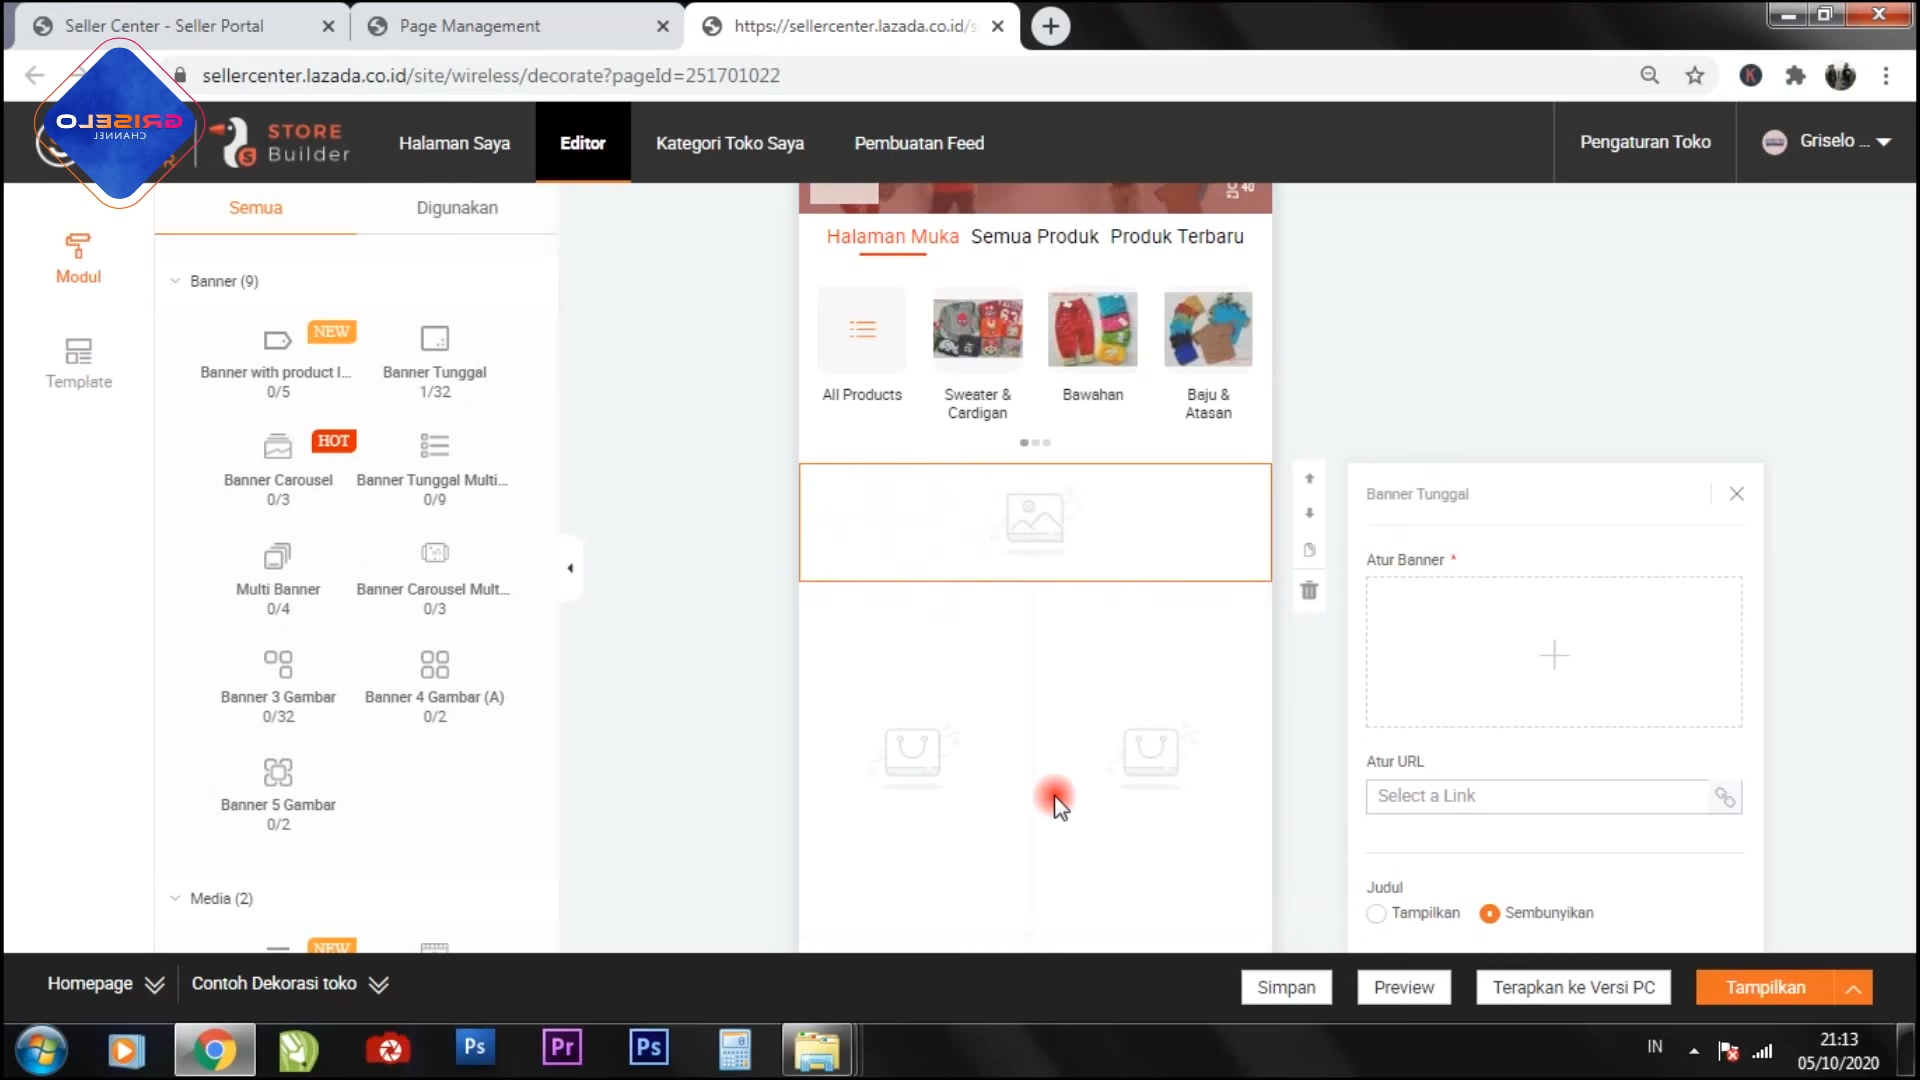 Seller Center - Seller Portal
Page Management
https://sellercenter.lazada.co.id/s
sellercenter.lazada.co.id/site/wireless/decorate?pageId=251701022
K
GRISELO
CHANNEL
STORE
Builder
Halaman Saya
Editor
Kategori Toko Saya
Pembuatan Feed
Pengaturan Toko
Griselo ...
Semua
Digunakan
Modul
Template
Banner (9)
NEW
Banner with product I...
0/5
Banner Tunggal
1/32
HOT
Banner Carousel
0/3
Banner Tunggal Multi...
0/9
Multi Banner
0/4
Banner Carousel Mult...
0/3
Banner 3 Gambar
0/32
Banner 4 Gambar (A)
0/2
Banner 5 Gambar
0/2
Media (2)
NEW
40
Halaman Muka
Semua Produk
Produk Terbaru
All Products
Sweater &
Cardigan
Bawahan
Baju &
Atasan
Banner Tunggal
Atur Banner *
Atur URL
Select a Link
Judul
Tampilkan
Sembunyikan
Homepage
Contoh Dekorasi toko
Simpan
Preview
Terapkan ke Versi PC
Tampilkan
Ps
Pr
Ps
IN
21:13
05/10/2020